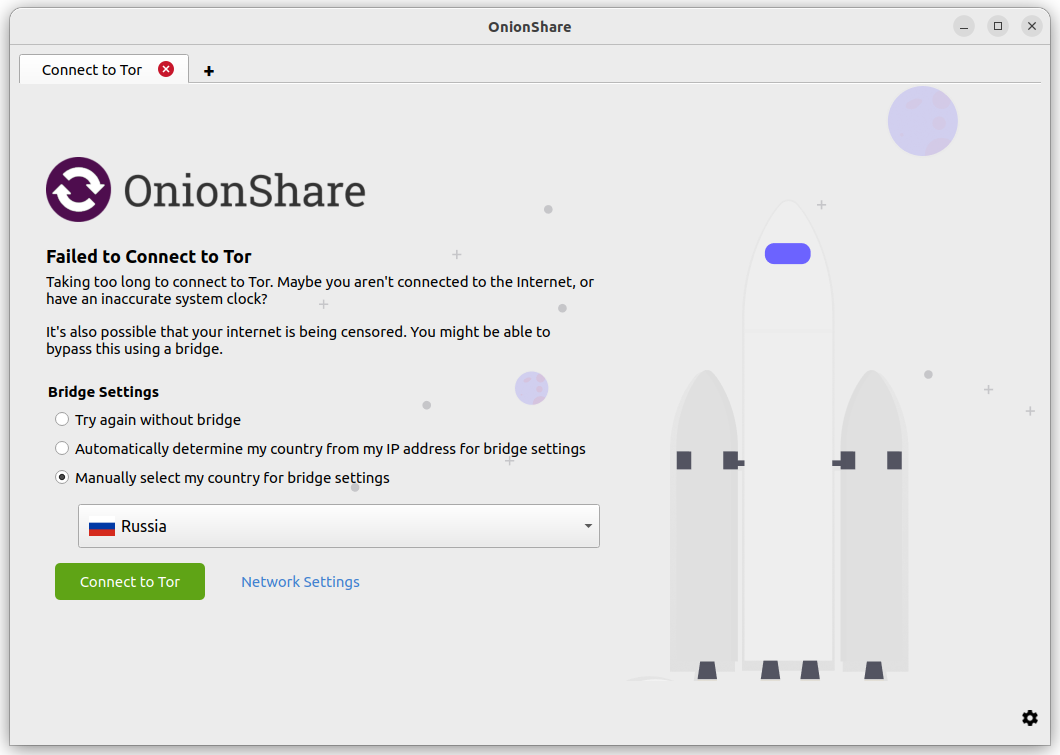 OnionShare
Connect to Tor
OnionShare
Failed to Connect to Tor
Taking too long to connect to Tor. Maybe you aren't connected to the Internet, or
have an inaccurate system clock?
It's also possible that your internet is being censored. You might be able to
bypass this using a bridge.
Bridge Settings
Try again without bridge
Automatically determine my country from my IP address for bridge settings
Manually select my country for bridge settings
Russia
Connect to Tor
Network Settings